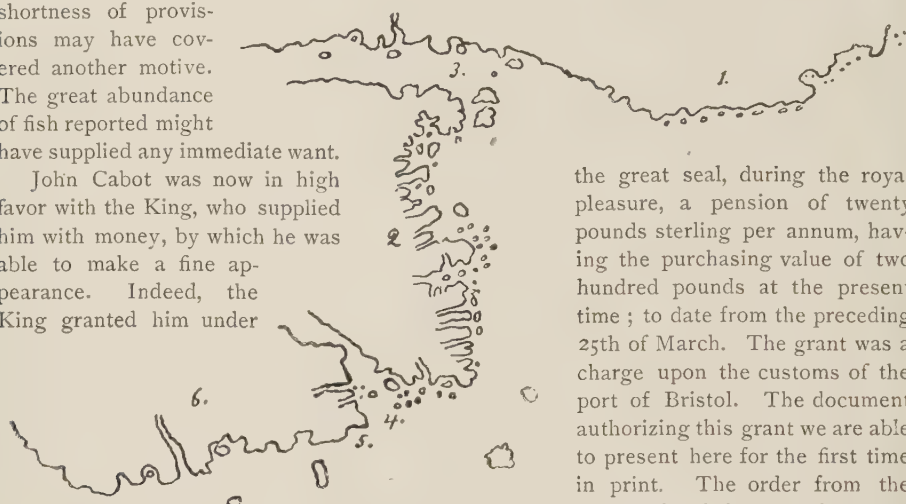 shortness of provis-
ions may have cov-
ered another motive.
The great abundance
of fish reported might
have supplied any immediate want.
John Cabot was now in high
favor with the King, who supplied
him with money, by which he was
able to make a fine ap-
pearance. Indeed, the
King granted him under
3.
1.
2
6.
4.
5.
the great seal, during the roya
pleasure, a pension of twenty
pounds sterling per annum, hav-
ing the purchasing value of two
hundred pounds at the present
time ; to date from the preceding
25th of March. The grant was a
charge upon the customs of the
port of Bristol. The document
authorizing this grant we are able
to present here for the first time
in print. The order from the